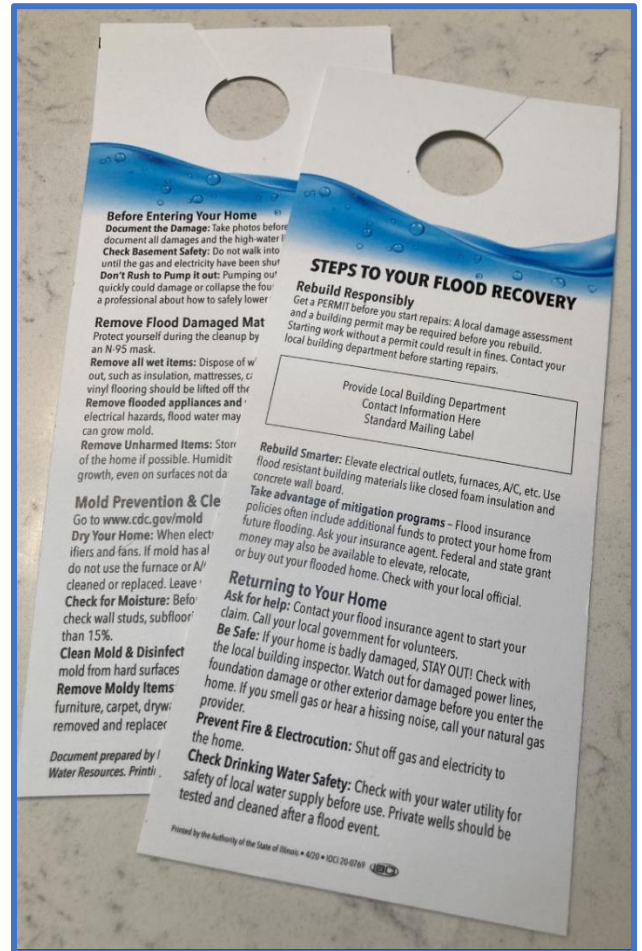 Before Entering Your Home
Document the Damage: Take photos before
document all damages and the high-water
Check Basement Safety: Do not walk into
until the gas and electricity have been shut
Don't Rush to Pump it out: Pumping out
quickly could damage or collapse the
a professional about how to safely lower
Remove Flood Damaged
Protect yourself during the cleanup by
an N-95 mask.
Remove all wet items: Dispose of
out, such as insulation, mattresses,
vinyl flooring should be lifted off the
Remove flooded appliances and
electrical hazards, flood water may
can grow mold.
Remove Unharmed Items:
of the home if possible.
growth, even on surfaces not
Mold Prevention &
Go to www.cdc.gov/mold
Dry Your Home: When
ifiers and fans. If mold has
do not use the furnace or
cleaned or replaced. Leave
Check for Moisture:
check wall studs,
than 15%.
Clean Mold & Disinfect
mold from hard surfaces
Remove Moldy Items
furniture, carpet,
removed and
Document prepared by
Water Resources.
STEPS TO YOUR FLOOD RECOVERY
Rebuild Responsibly
Get a PERMIT before you start repairs: A local damage assessment
and a building permit may be required before you rebuild.
Starting work without a permit could result in fines. Contact your
local building department before starting repairs.
Provide Local Building Department
Contact Information Here
Standard Mailing Label
Rebuild Smarter: Elevate electrical outlets, furnaces, A/C, etc. Use
flood resistant building materials like closed foam insulation and
concrete wall board.
Take advantage of mitigation programs – Flood insurance
policies often include additional funds to protect your home from
future flooding. Ask your insurance agent. Federal and state grant
money may also be available to elevate, relocate,
or buy out your flooded home. Check with your local official.
Returning to Your Home
Ask for help: Contact your flood insurance agent to start your
claim. Call your local government for volunteers.
Be Safe: If your home is badly damaged, STAY OUT! Check with
the local building inspector. Watch out for damaged power lines,
foundation damage or other exterior damage before you enter the
home. If you smell gas or hear a hissing noise, call your natural gas
provider.
Prevent Fire & Electrocution: Shut off gas and electricity to
the home.
Check Drinking Water Safety: Check with your water utility for
safety of local water supply before use. Private wells should be
tested and cleaned after a flood event.
Printed by the Authority of the State of Illinois • 4/20 • IOCI 20-0769